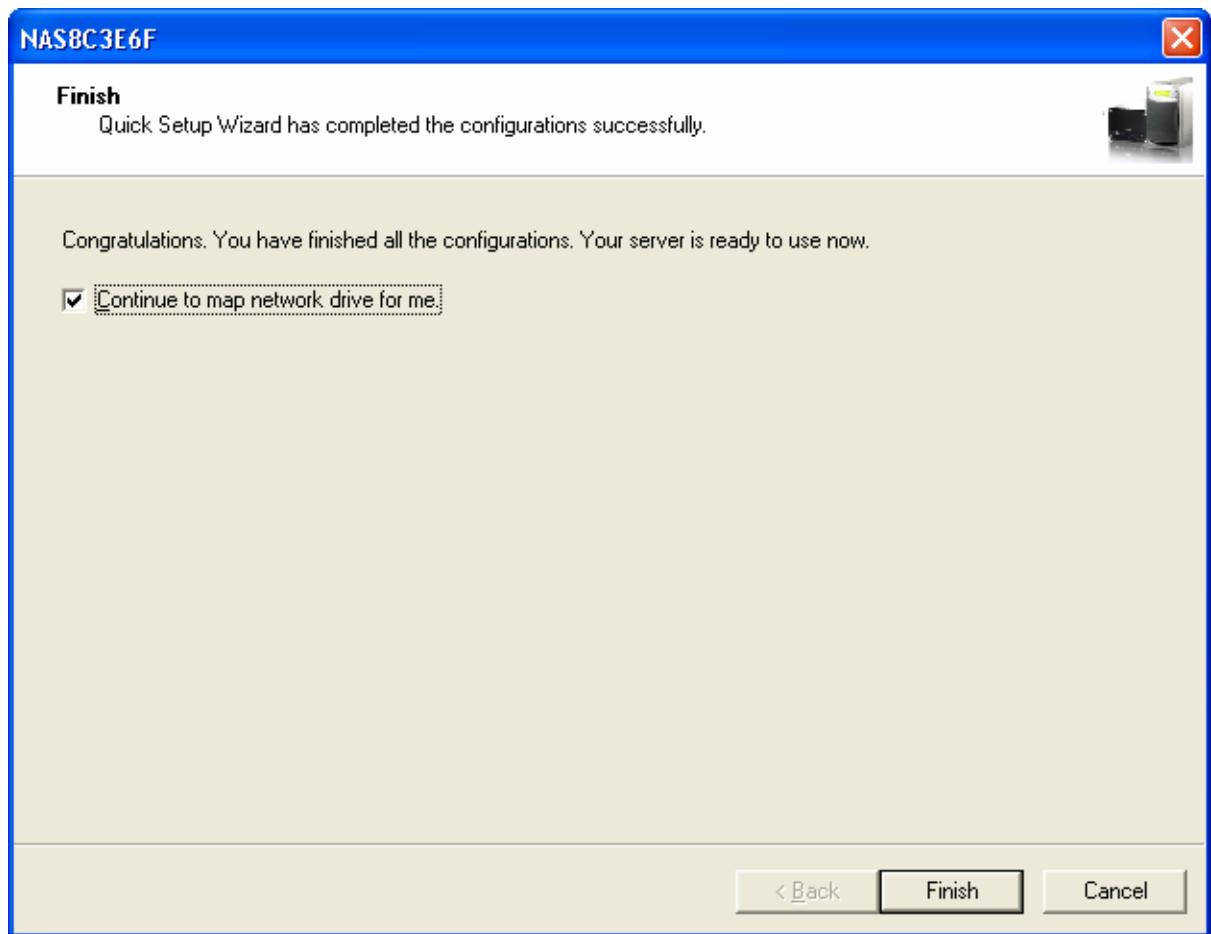 NAS8C3E6F
Finish
Quick Setup Wizard has completed the configurations successfully.
Congratulations. You have finished all the configurations. Your server is ready to use now.
Continue to map network drive for me.
< Back
Finish
Cancel